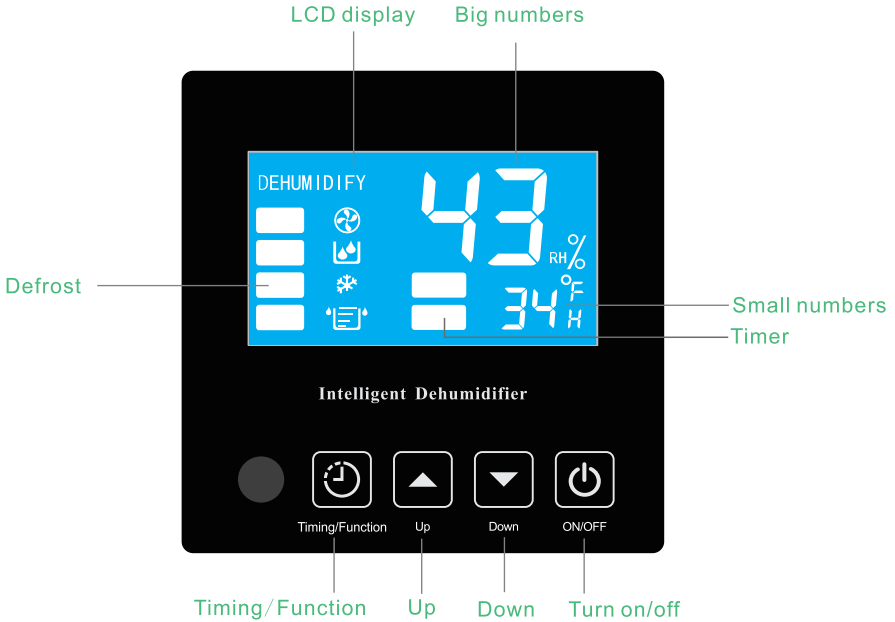 LCD display
Big numbers
DEHUMIDIFY
43
RH%
Defrost
34
°F
H
Small numbers
Timer
Intelligent Dehumidifier
Timing/Function
Up
Down
ON/OFF
Timing/Function
Up
Down
Turn on/off